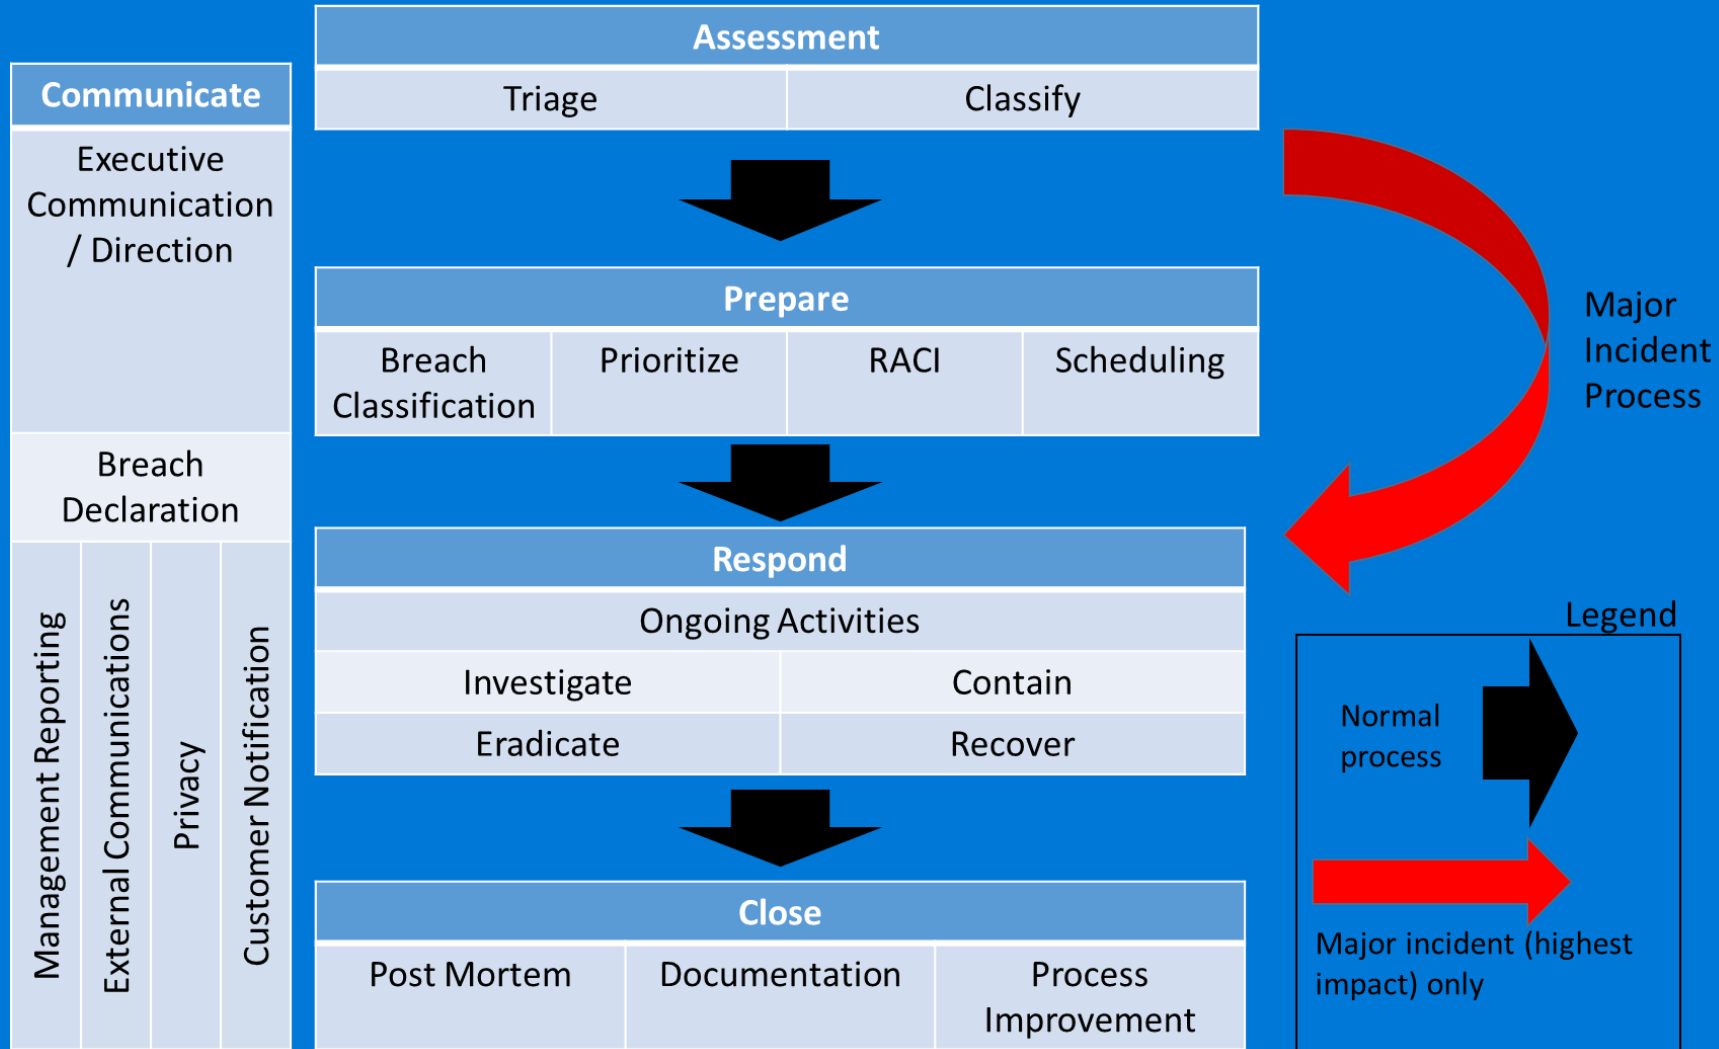 Assessment
Triage
Classify
Communicate
Executive
Communication
/ Direction
Breach
Declaration
Management Reporting
External Communications
Privacy
Customer Notification
Prepare
Breach
Classification
Prioritize
RACI
Scheduling
Respond
Ongoing Activities
Investigate
Contain
Eradicate
Recover
Close
Post Mortem
Documentation
Process
Improvement
Major
Incident
Process
Legend
Normal
process
Major incident (highest
impact) only